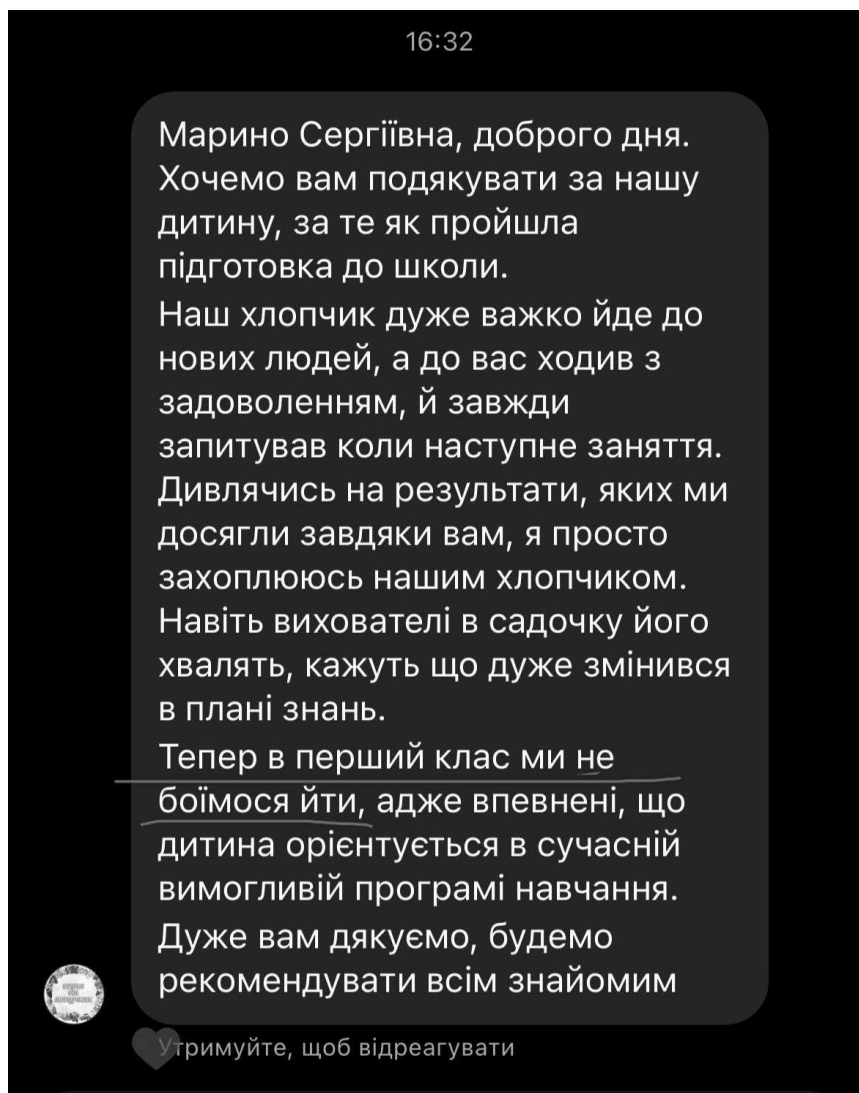 16:32
Марино Сергіївна, доброго дня.
Хочемо вам подякувати за нашу
дитину, за те як пройшла
підготовка до школи.
Наш хлопчик дуже важко йде до
нових людей, а до вас ходив з
задоволенням, й завжди
запитував коли наступне заняття.
Дивлячись на результати, яких ми
досягли завдяки вам, я просто
захоплююсь нашим хлопчиком.
Навіть вихователі в садочку його
хвалять, кажуть що дуже змінився
в плані знань.
Тепер в перший клас ми не
боїмося йти, адже впевнені, що
дитина орієнтується в сучасній
вимогливій програмі навчання.
Дуже вам дякуємо, будемо
рекомендувати всім знайомим
Утримуйте, щоб відреагувати